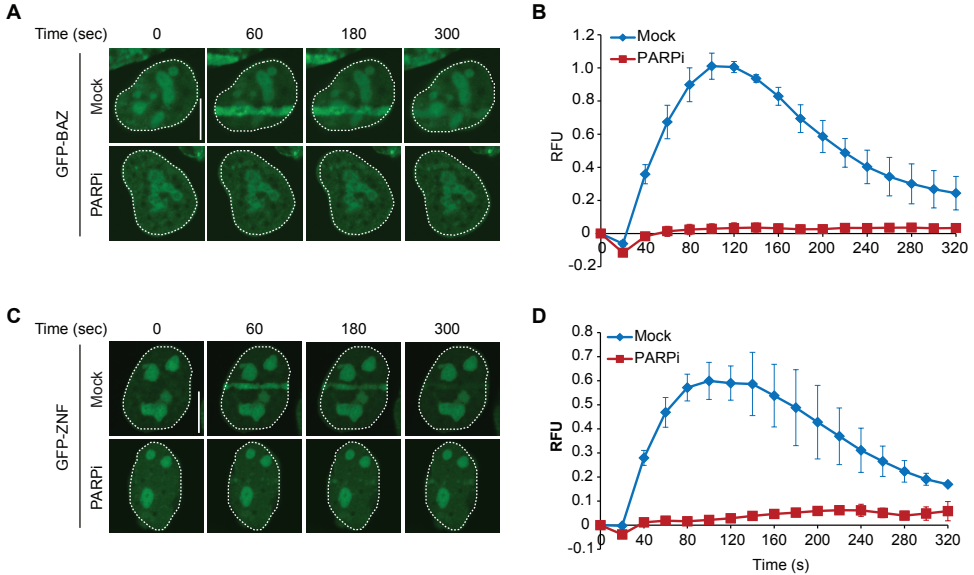 A
Time (sec) 0 60 180 300
GFP-BAZ
Mock
PARPi
B
Mock
PARPi
RFU
1.2
1.0
0.8
0.6
0.4
0.2
0
-0.2
0 40 80 120 160 200 240 280 320
C
Time (sec) 0 60 180 300
GFP-ZNF
Mock
PARPi
D
Mock
PARPi
RFU
0.8
0.7
0.6
0.5
0.4
0.3
0.2
0.1
0
-0.1
0 40 80 120 160 200 240 280 320
Time (s)